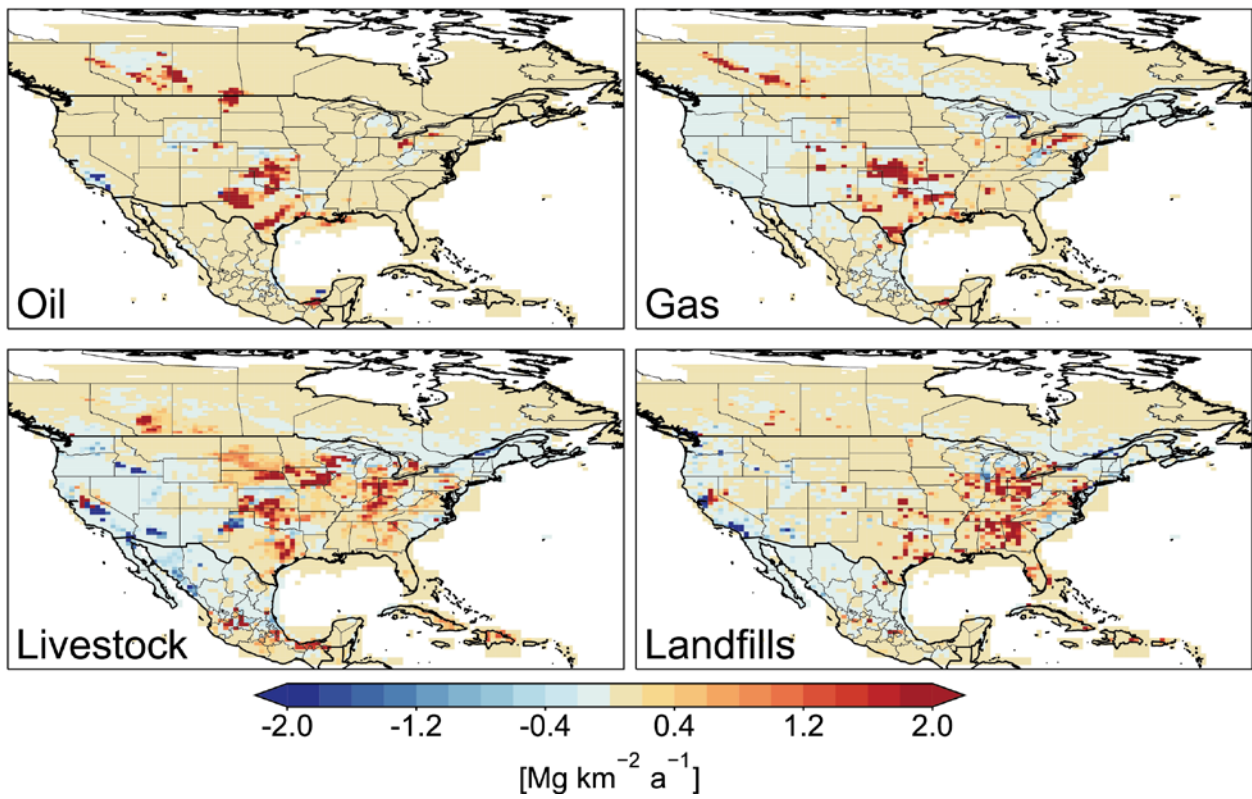 Oil
Gas
Livestock
Landfills
-2.0 -1.2 -0.4 0.4 1.2 2.0
[Mg km⁻² a⁻¹]